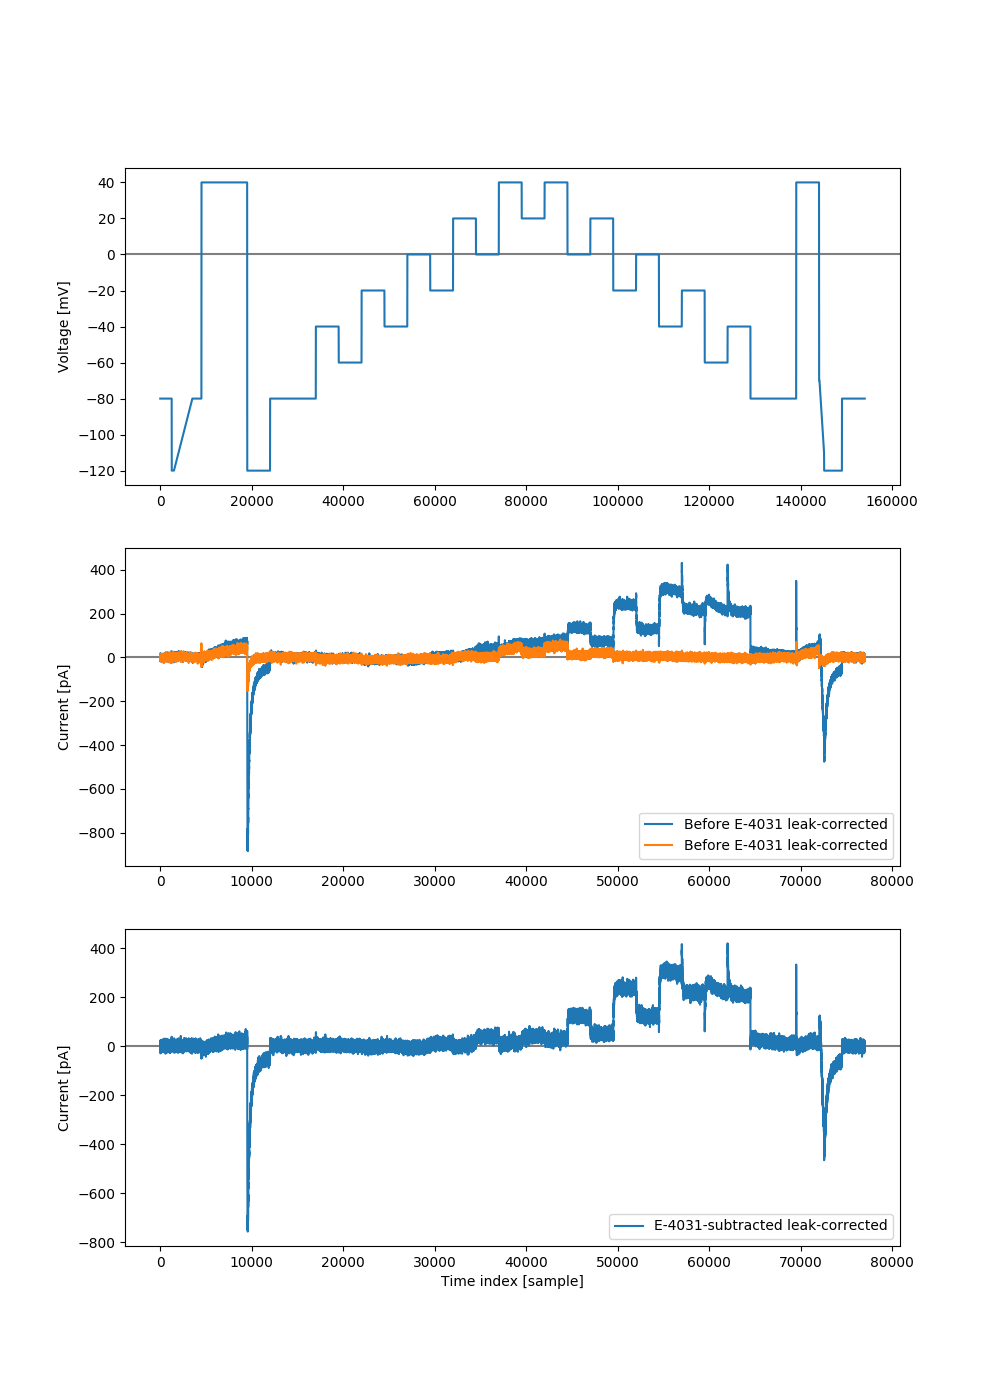 40
20
0
−20
−40
−60
−80
−100
−120
Voltage [mV]
0 20000 40000 60000 80000 100000 120000 140000 160000
400
200
0
−200
−400
−600
−800
Current [pA]
Before E-4031 leak-corrected
Before E-4031 leak-corrected
0 10000 20000 30000 40000 50000 60000 70000 80000
400
200
0
−200
−400
−600
−800
Current [pA]
E-4031-subtracted leak-corrected
0 10000 20000 30000 40000 50000 60000 70000 80000
Time index [sample]